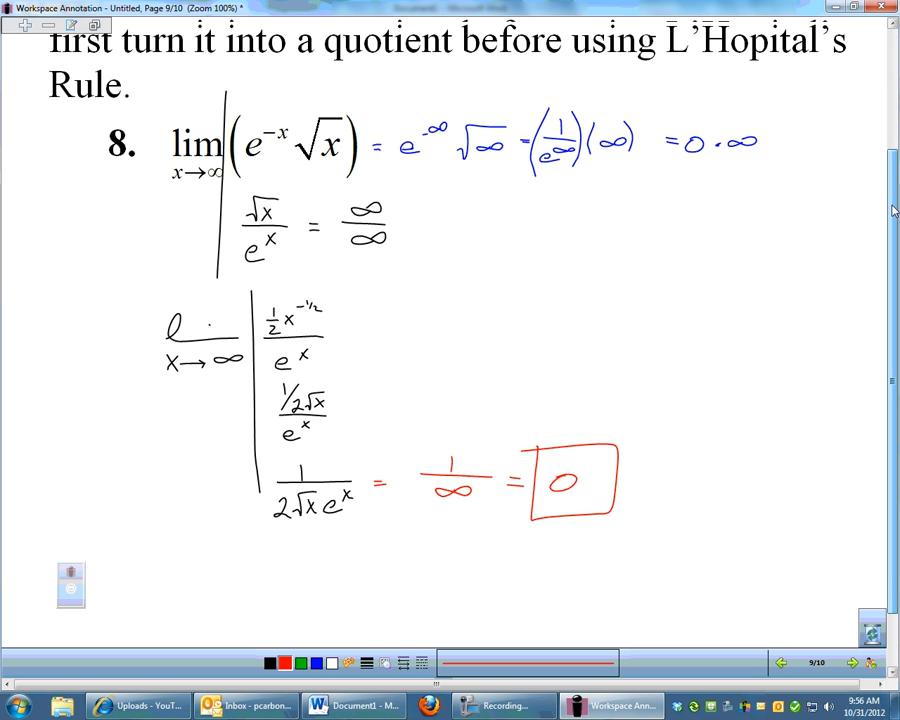 Workspace Annotation - Untitled, Page 9/10 (Zoom 100%) *
first turn it into a quotient before using L'Hopital's
Rule.
8. lim x→∞ (e^{-x} √x) = e^{-∞} √∞ = (1/e^∞)(∞) = 0·∞
√x/e^x = ∞/∞
x→∞ ½x^{-1/2}/e^x
1/2√x/e^x
1/2√x e^x = 1/∞ = 0
9/10
Uploads - YouT... Inbox - pcarbon... Document1 - M... Recording... Workspace Ann... 9:56 AM
10/31/2012